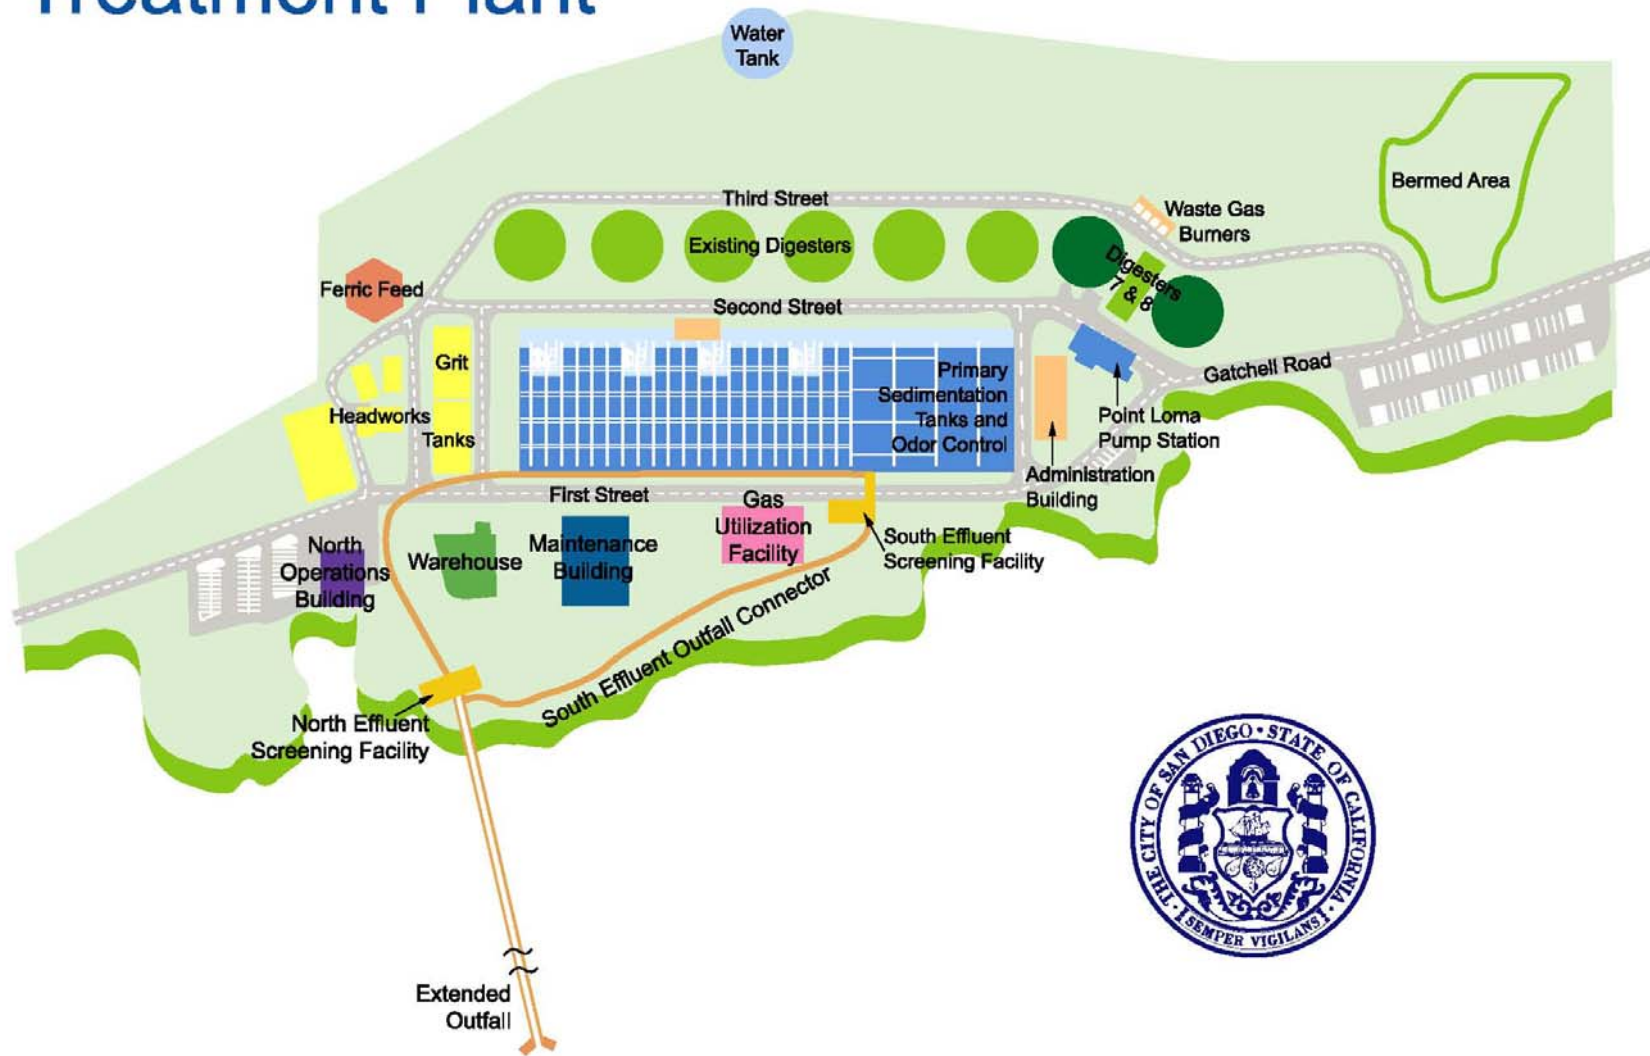 Treatment Plant
Water
Tank
Bermed Area
Third Street
Waste Gas
Burners
Existing Digesters
Digesters
7 & 8
Ferric Feed
Second Street
Grit
Gatchell Road
Primary
Sedimentation
Tanks and
Odor Control
Headworks
Tanks
Point Loma
Pump Station
Administration
Building
First Street
Gas
Utilization
Facility
South Effluent
Screening Facility
North
Operations
Building
Warehouse
Maintenance
Building
South Effluent Outfall Connector
North Effluent
Screening Facility
THE CITY OF SAN DIEGO • STATE OF CALIFORNIA
SEMPER VIGILANS
Extended
Outfall